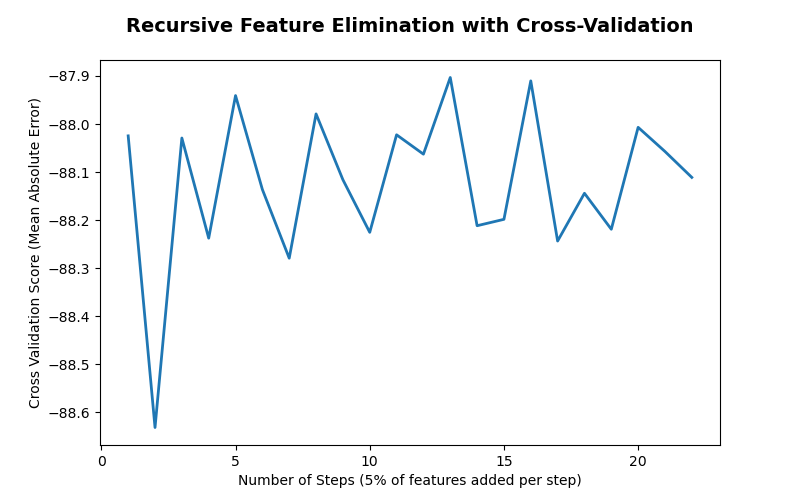 Recursive Feature Elimination with Cross-Validation
Cross Validation Score (Mean Absolute Error)
−87.9
−88.0
−88.1
−88.2
−88.3
−88.4
−88.5
−88.6
0 5 10 15 20
Number of Steps (5% of features added per step)